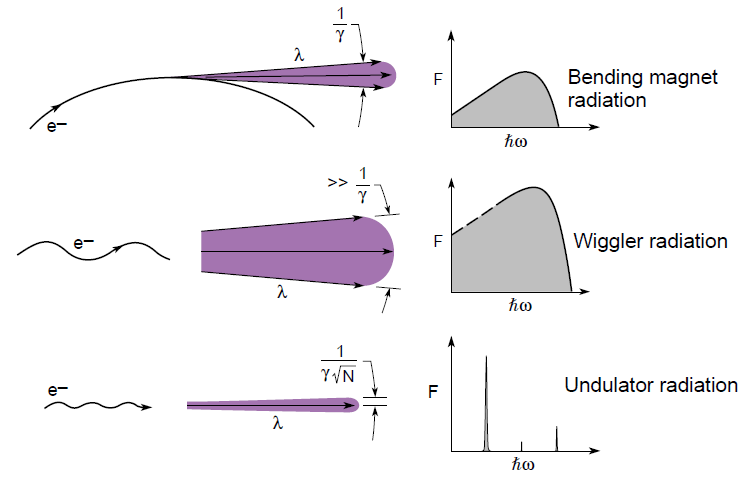 1
γ
λ
e–
F
ħω
Bending magnet
radiation
>> 1
γ
e–
λ
F
ħω
Wiggler radiation
1
γ√N
e–
λ
F
ħω
Undulator radiation